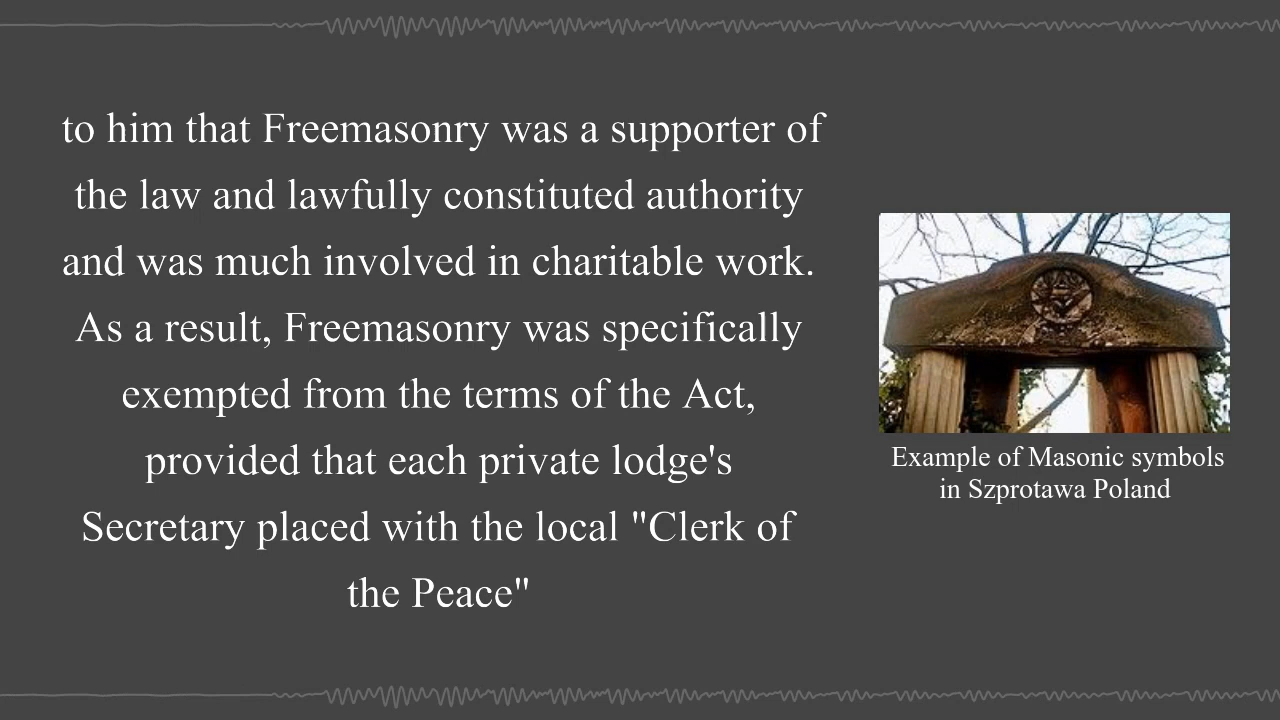 to him that Freemasonry was a supporter of
the law and lawfully constituted authority
and was much involved in charitable work.
As a result, Freemasonry was specifically
exempted from the terms of the Act,
provided that each private lodge's
Secretary placed with the local "Clerk of
the Peace"
Example of Masonic symbols
in Szprotawa Poland